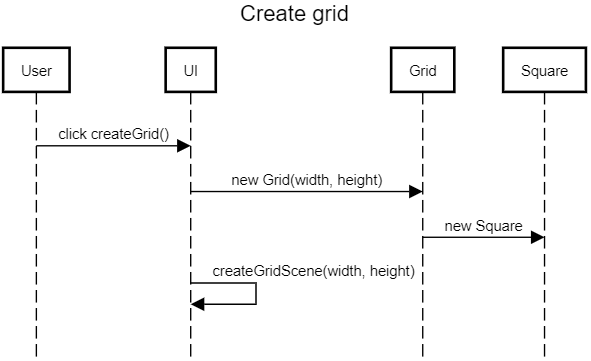 Create grid
User
UI
Grid
Square
click createGrid()
new Grid(width, height)
new Square
createGridScene(width, height)